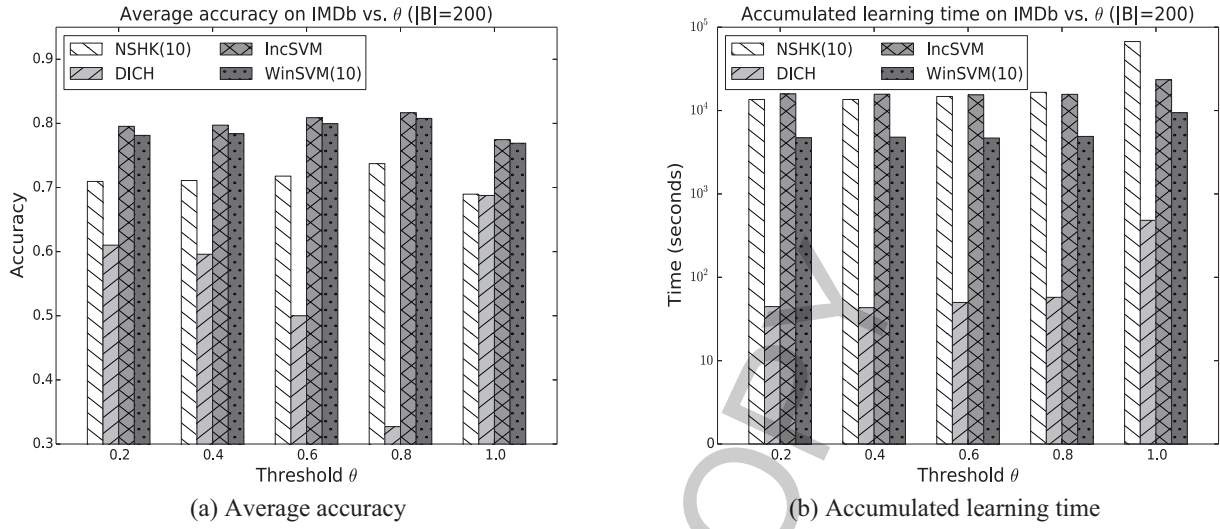 Average accuracy on IMDb vs. θ (|B|=200)
NSHK(10)
DICH
IncSVM
WinSVM(10)
Accuracy
0.9
0.8
0.7
0.6
0.5
0.4
0.3
0.2 0.4 0.6 0.8 1.0
Threshold θ
(a) Average accuracy
Accumulated learning time on IMDb vs. θ (|B|=200)
NSHK(10)
DICH
IncSVM
WinSVM(10)
Time (seconds)
10⁵
10⁴
10³
10²
10
0
0.2 0.4 0.6 0.8 1.0
Threshold θ
(b) Accumulated learning time